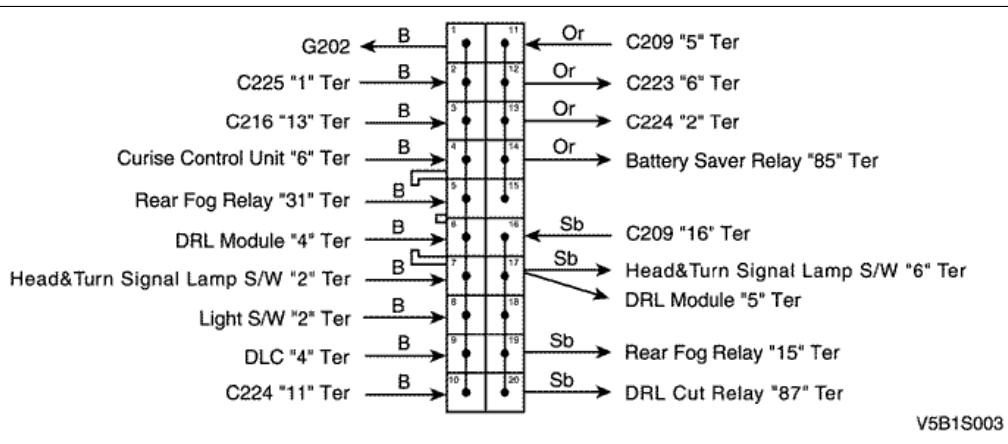 G202 B 1 11 Or C209 "5" Ter
C225 "1" Ter B 2 12 Or C223 "6" Ter
C216 "13" Ter B 3 13 Or C224 "2" Ter
Curise Control Unit "6" Ter B 4 14 Or Battery Saver Relay "85" Ter
Rear Fog Relay "31" Ter B 5 15
DRL Module "4" Ter B 6 16 Sb C209 "16" Ter
Head&Turn Signal Lamp S/W "2" Ter B 7 17 Sb Head&Turn Signal Lamp S/W "6" Ter
DRL Module "5" Ter
Light S/W "2" Ter B 8 18
DLC "4" Ter B 9 19 Sb Rear Fog Relay "15" Ter
C224 "11" Ter B 10 20 Sb DRL Cut Relay "87" Ter
V5B1S003